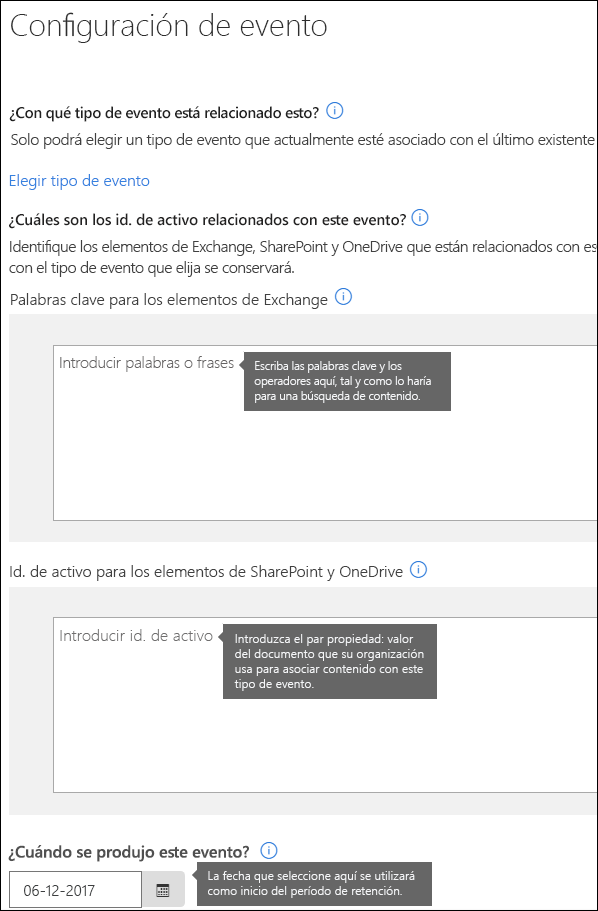 Configuración de evento
¿Con qué tipo de evento está relacionado esto?
Solo podrá elegir un tipo de evento que actualmente esté asociado con el último existente
Elegir tipo de evento
¿Cuáles son los id. de activo relacionados con este evento?
Identifique los elementos de Exchange, SharePoint y OneDrive que están relacionados con es
con el tipo de evento que elija se conservará.
Palabras clave para los elementos de Exchange
Introducir palabras o frases
Escriba las palabras clave y los
operadores aquí, tal y como lo haría
para una búsqueda de contenido.
Id. de activo para los elementos de SharePoint y OneDrive
Introducir id. de activo
Introduzca el par propiedad: valor
del documento que su organización
usa para asociar contenido con este
tipo de evento.
¿Cuándo se produjo este evento?
06-12-2017
La fecha que seleccione aquí se utilizará
como inicio del período de retención.